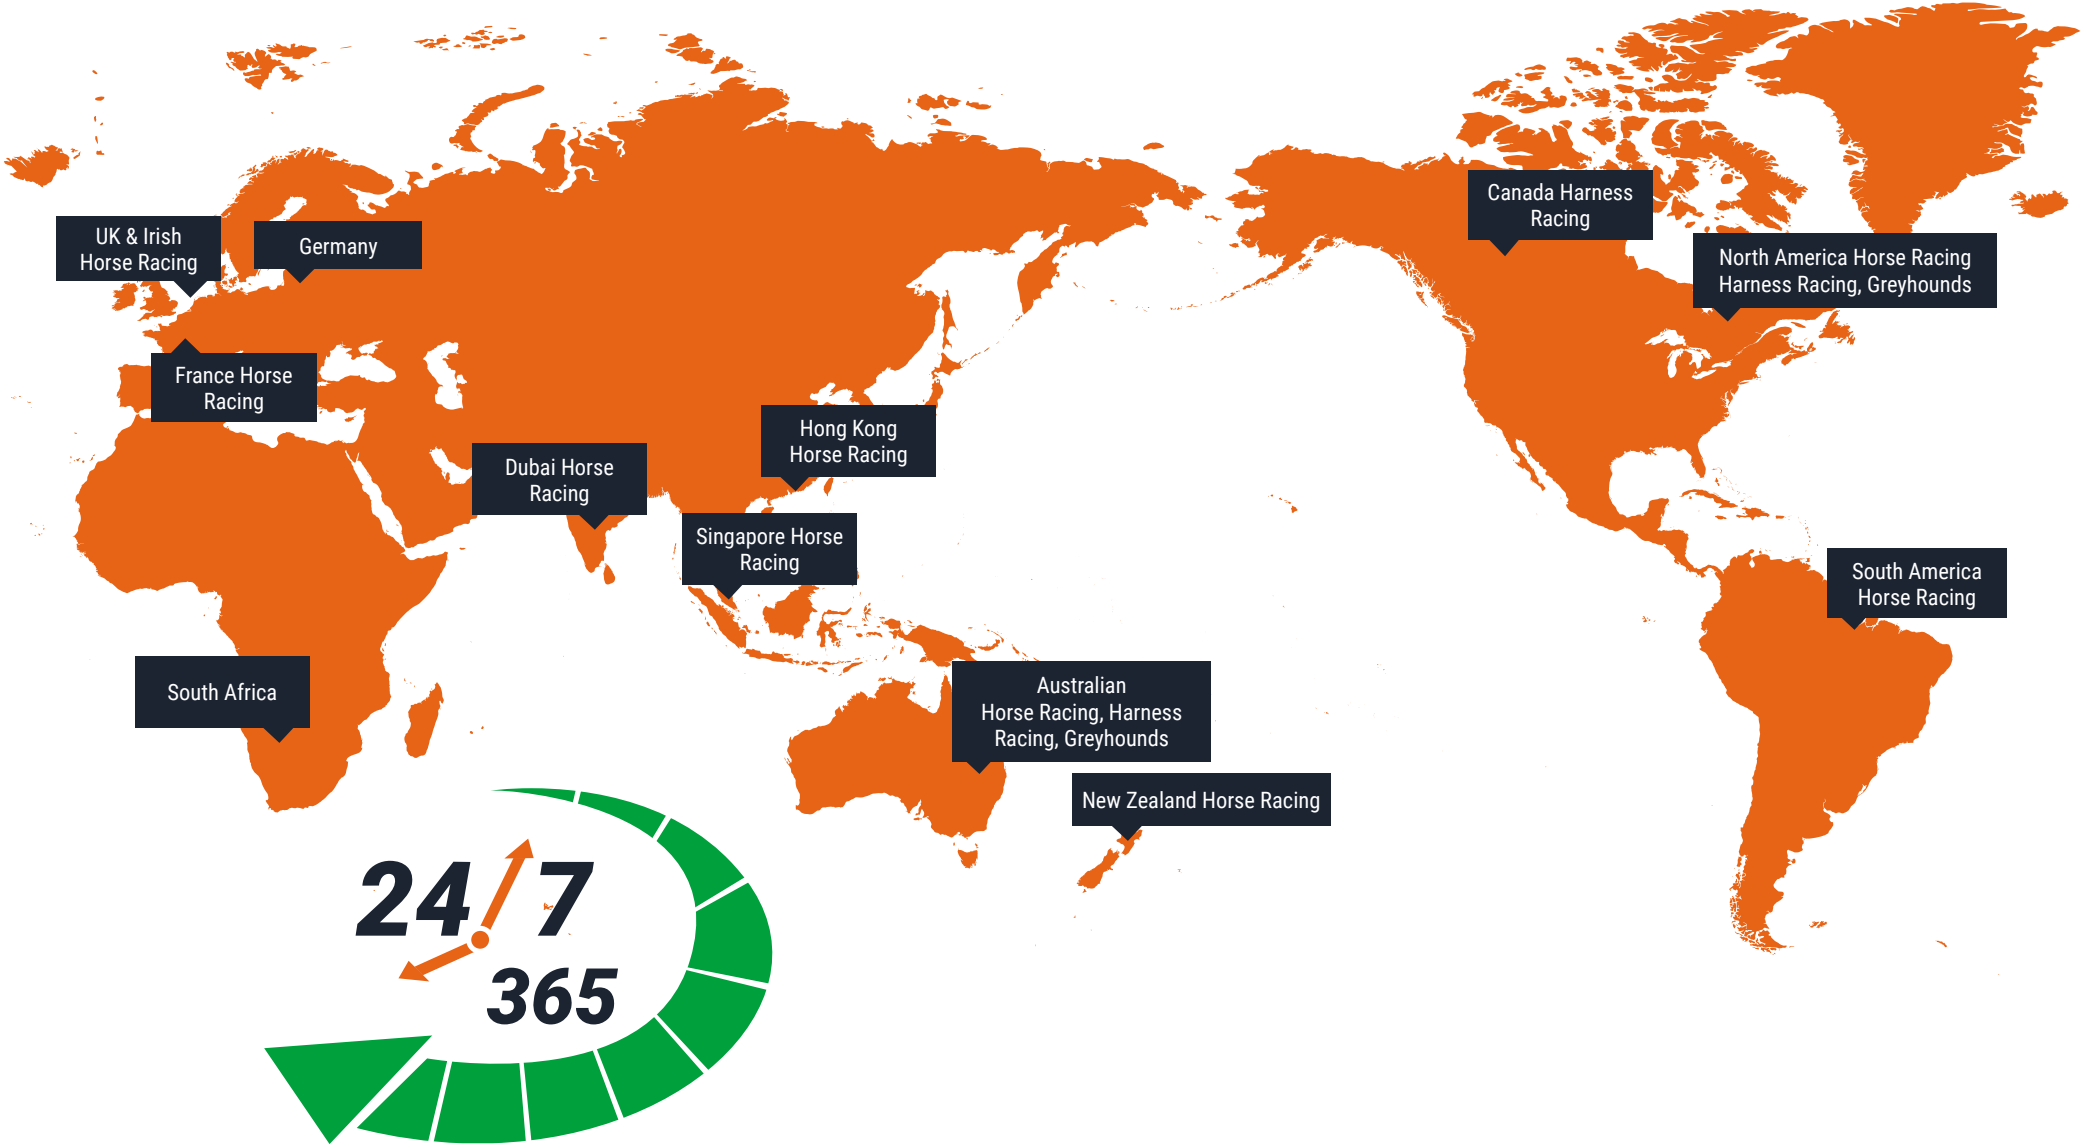 Canada Harness
Racing
UK & Irish
Horse Racing
Germany
North America Horse Racing
Harness Racing, Greyhounds
France Horse
Racing
Hong Kong
Horse Racing
Dubai Horse
Racing
Singapore Horse
Racing
South America
Horse Racing
South Africa
Australian
Horse Racing, Harness
Racing, Greyhounds
New Zealand Horse Racing
24/7
365